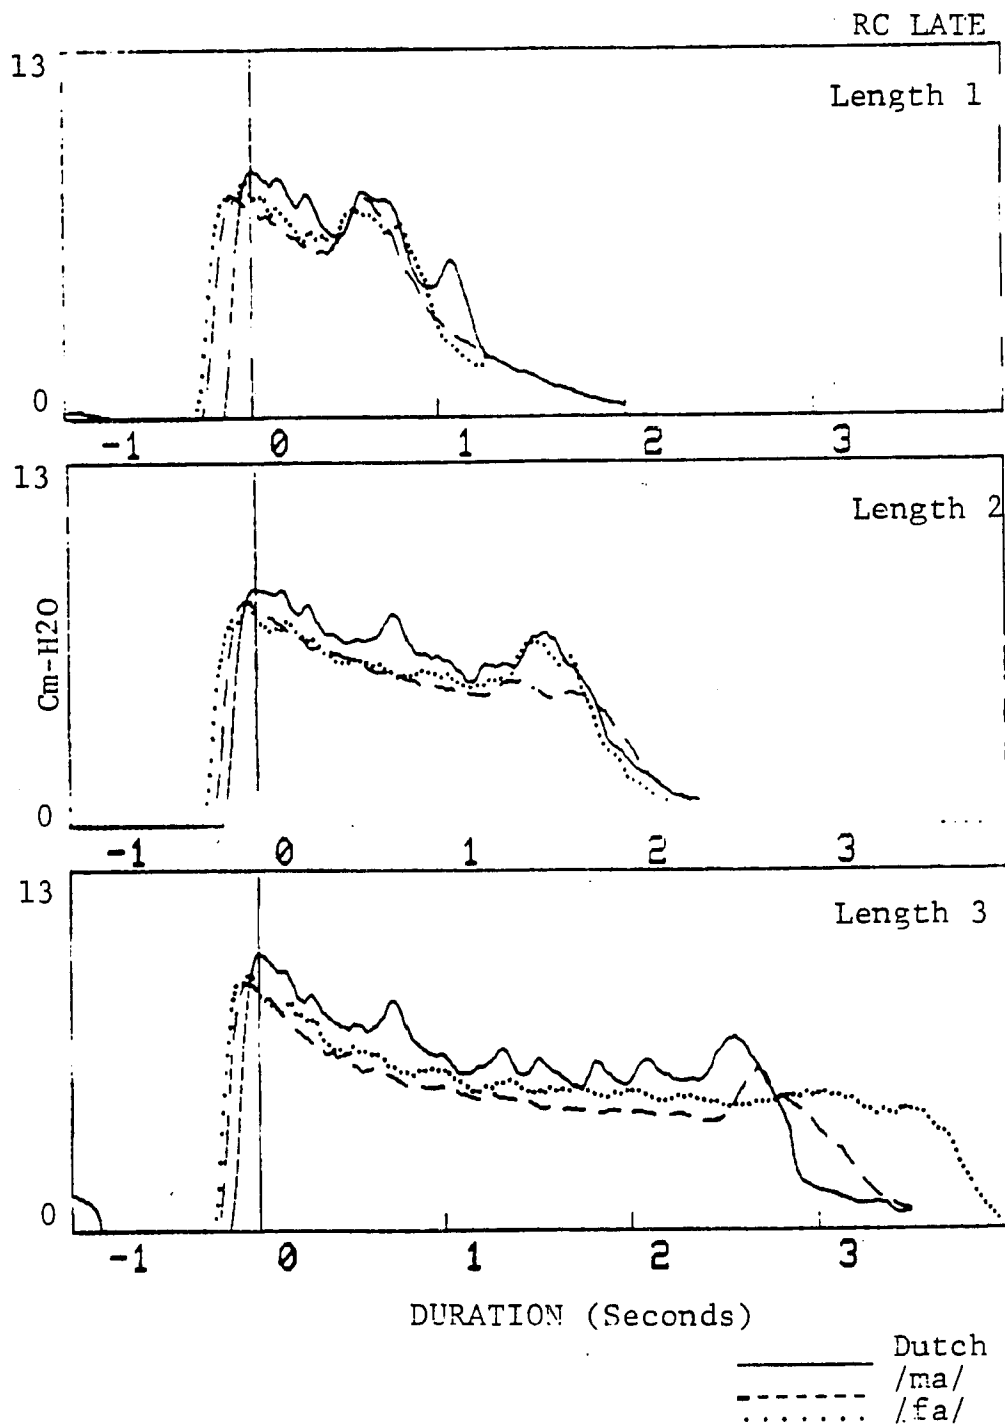 RC LATE
13
Length 1
0
-1 0 1 2 3
13
Length 2
Cm-H2O
0
-1 0 1 2 3
13
Length 3
0
-1 0 1 2 3
DURATION (Seconds)
Dutch
/ma/
/fa/